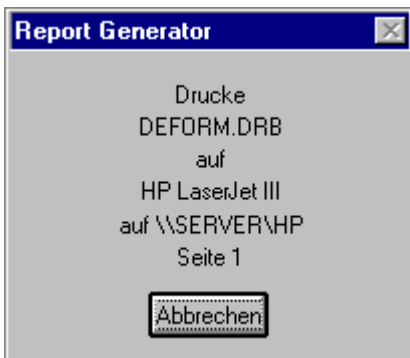 Report Generator
Drucke
DEFORM.DRB
auf
HP LaserJet III
auf \\SERVER\HP
Seite 1
Abbrechen